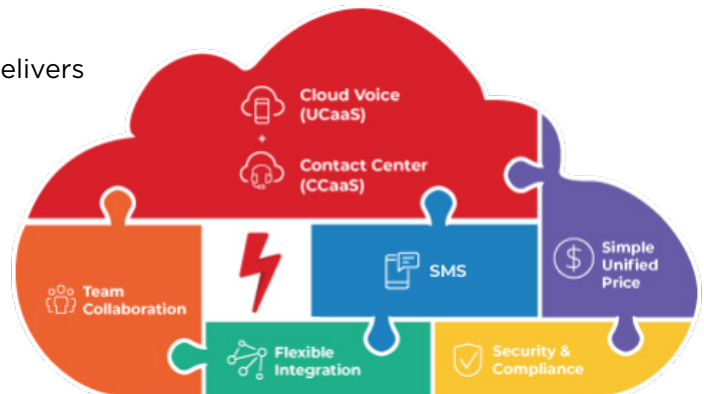 elivers
Cloud Voice
(UCaaS)
+
Contact Center
(CCaaS)
Team
Collaboration
SMS
$
Simple
Unified
Price
Flexible
Integration
Security &
Compliance